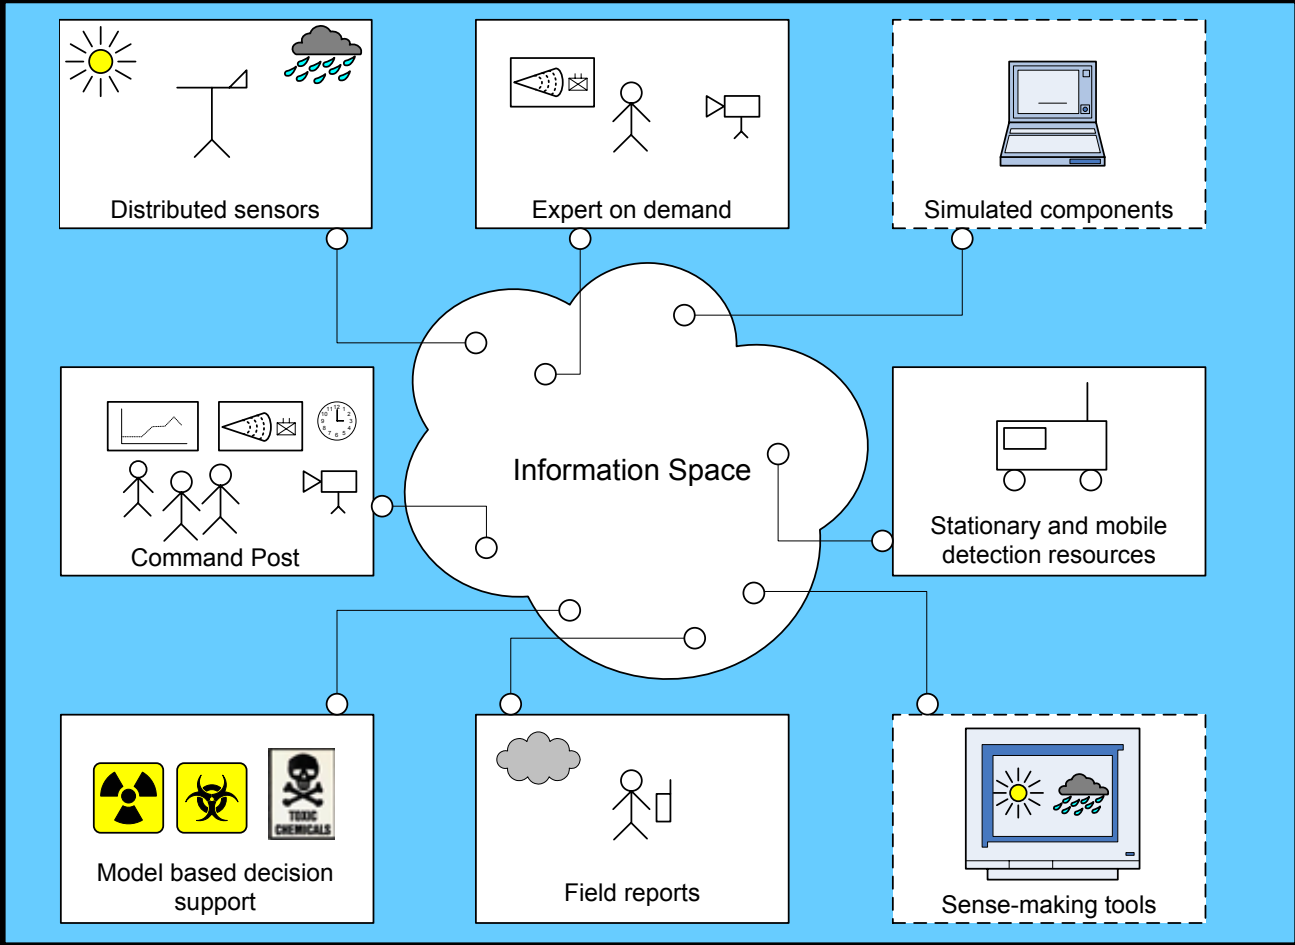 Distributed sensors
Expert on demand
Simulated components
Information Space
Command Post
Stationary and mobile
detection resources
TOXIC
CHEMICALS
Model based decision
support
Field reports
Sense-making tools